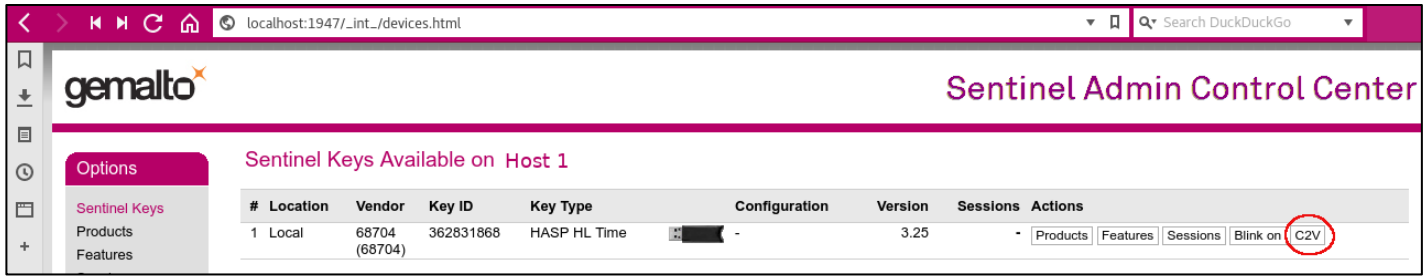 localhost:1947/_int_/devices.html Search DuckDuckGo
gemalto
Sentinel Admin Control Center
Options
Sentinel Keys
Products
Features
Sentinel Keys Available on Host 1
# Location Vendor Key ID Key Type Configuration Version Sessions Actions
1 Local 68704 362831868 HASP HL Time - 3.25 - Products Features Sessions Blink on C2V
(68704)